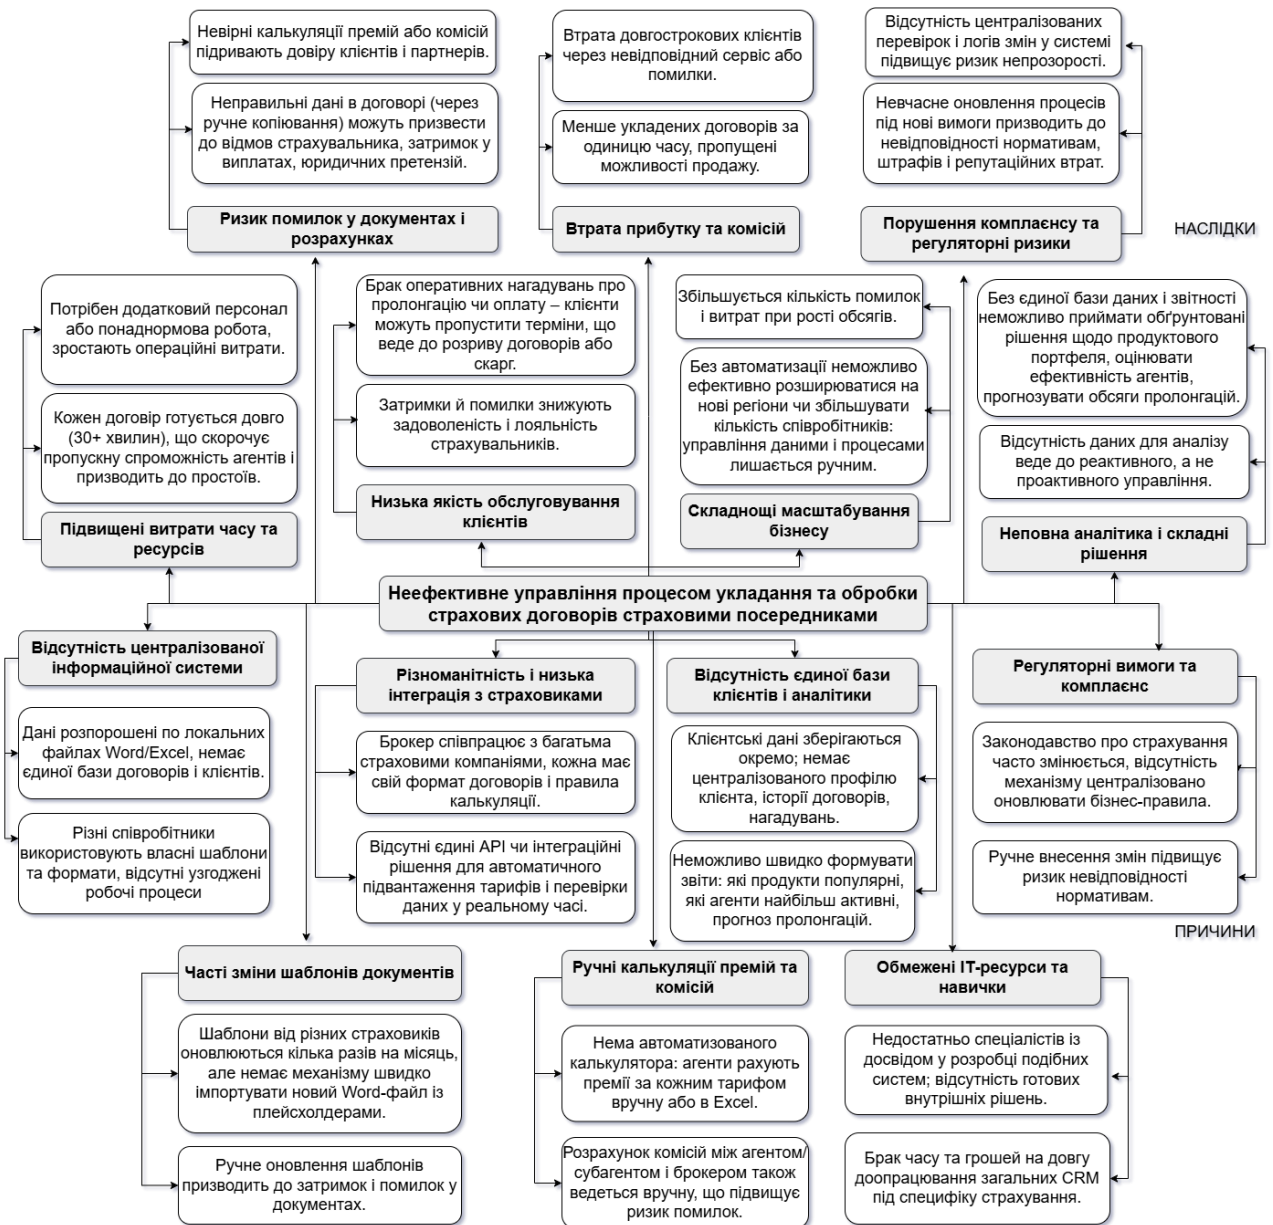 Невірні калькуляції премій або комісій
підривають довіру клієнтів і партнерів.
Неправильні дані в договорі (через
ручне копіювання) можуть призвести
до відмов страхувальника, затримок у
виплатах, юридичних претензій.
Ризик помилок у документах і
розрахунках
Втрата довгострокових клієнтів
через невідповідний сервіс або
помилки.
Менше укладених договорів за
одиницю часу, пропущені
можливості продажу.
Втрата прибутку та комісій
Відсутність централізованих
перевірок і логів змін у системі
підвищує ризик непрозорості.
Невчасне оновлення процесів
під нові вимоги призводить до
невідповідності нормативам,
штрафів і репутаційних втрат.
Порушення комплаєнсу та
регуляторні ризики
НАСЛІДКИ
Потрібен додатковий персонал
або понаднормова робота,
зростають операційні витрати.
Кожен договір готується довго
(30+ хвилин), що скорочує
пропускну спроможність агентів і
призводить до простоїв.
Підвищені витрати часу та
ресурсів
Брак оперативних нагадувань про
пролонгацію чи оплату – клієнти
можуть пропустити терміни, що
веде до розриву договорів або
скарг.
Затримки й помилки знижують
задоволеність і лояльність
страхувальників.
Низька якість обслуговування
клієнтів
Збільшується кількість помилок
і витрат при рості обсягів.
Без автоматизації неможливо
ефективно розширюватися на
нові регіони чи збільшувати
кількість співробітників:
управління даними і процесами
лишається ручним.
Складнощі масштабування
бізнесу
Без єдиної бази даних і звітності
неможливо приймати обґрунтовані
рішення щодо продуктового
портфеля, оцінювати
ефективність агентів,
прогнозувати обсяги пролонгацій.
Відсутність даних для аналізу
веде до реактивного, а не
проактивного управління.
Неповна аналітика і складні
рішення
Неефективне управління процесом укладання та обробки
страхових договорів страховими посередниками
Відсутність централізованої
інформаційної системи
Дані розпорошені по локальних
файлах Word/Excel, немає
єдиної бази договорів і клієнтів.
Різні співробітники
використовують власні шаблони
та формати, відсутні узгоджені
робочі процеси
Різноманітність і низька
інтеграція з страховиками
Брокер співпрацює з багатьма
страховими компаніями, кожна має
свій формат договорів і правила
калькуляції.
Відсутні єдині API чи інтеграційні
рішення для автоматичного
підвантаження тарифів і перевірки
даних у реальному часі.
Відсутність єдиної бази
клієнтів і аналітики
Клієнтські дані зберігаються
окремо; немає
централізованого профілю
клієнта, історії договорів,
нагадувань.
Неможливо швидко формувати
звіти: які продукти популярні,
які агенти найбільш активні,
прогноз пролонгацій.
Регуляторні вимоги та
комплаєнс
Законодавство про страхування
часто змінюється, відсутність
механізму централізовано
оновлювати бізнес-правила.
Ручне внесення змін підвищує
ризик невідповідності
нормативам.
ПРИЧИНИ
Часті зміни шаблонів документів
Шаблони від різних страховиків
оновлюються кілька разів на місяць,
але немає механізму швидко
імпортувати новий Word-файл із
плейсхолдерами.
Ручне оновлення шаблонів
призводить до затримок і помилок у
документах.
Ручні калькуляції премій та
комісій
Нема автоматизованого
калькулятора: агенти рахують
премії за кожним тарифом
вручну або в Excel.
Розрахунок комісій між агентом/
субагентом і брокером також
ведеться вручну, що підвищує
ризик помилок.
Обмежені ІТ-ресурси та
навички
Недостатньо спеціалістів із
досвідом у розробці подібних
систем; відсутність готових
внутрішніх рішень.
Брак часу та грошей на довгу
доопрацювання загальних CRM
під специфіку страхування.